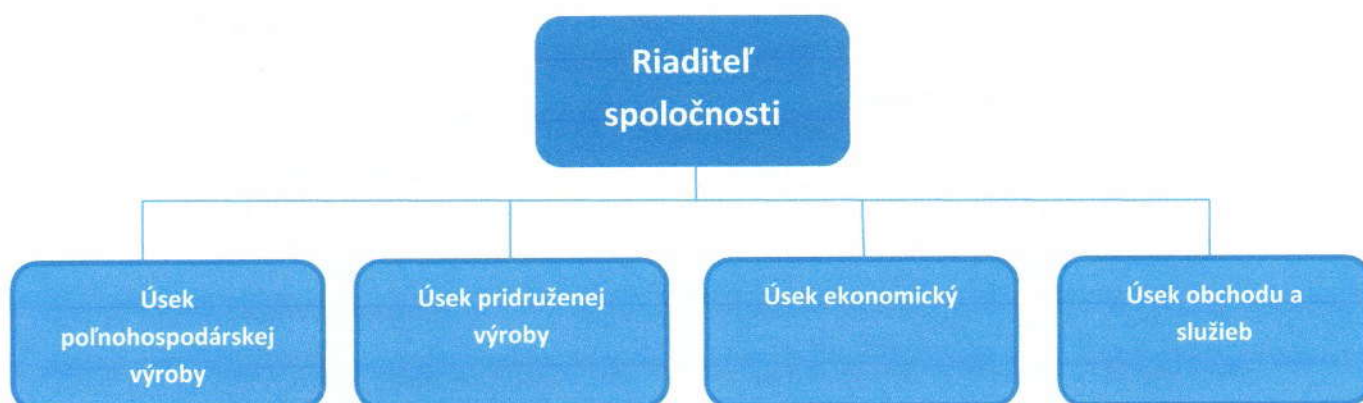 Riaditeľ
spoločnosti
Úsek
poľnohospodárskej
výroby
Úsek pridruženej
výroby
Úsek ekonomický
Úsek obchodu a
služieb